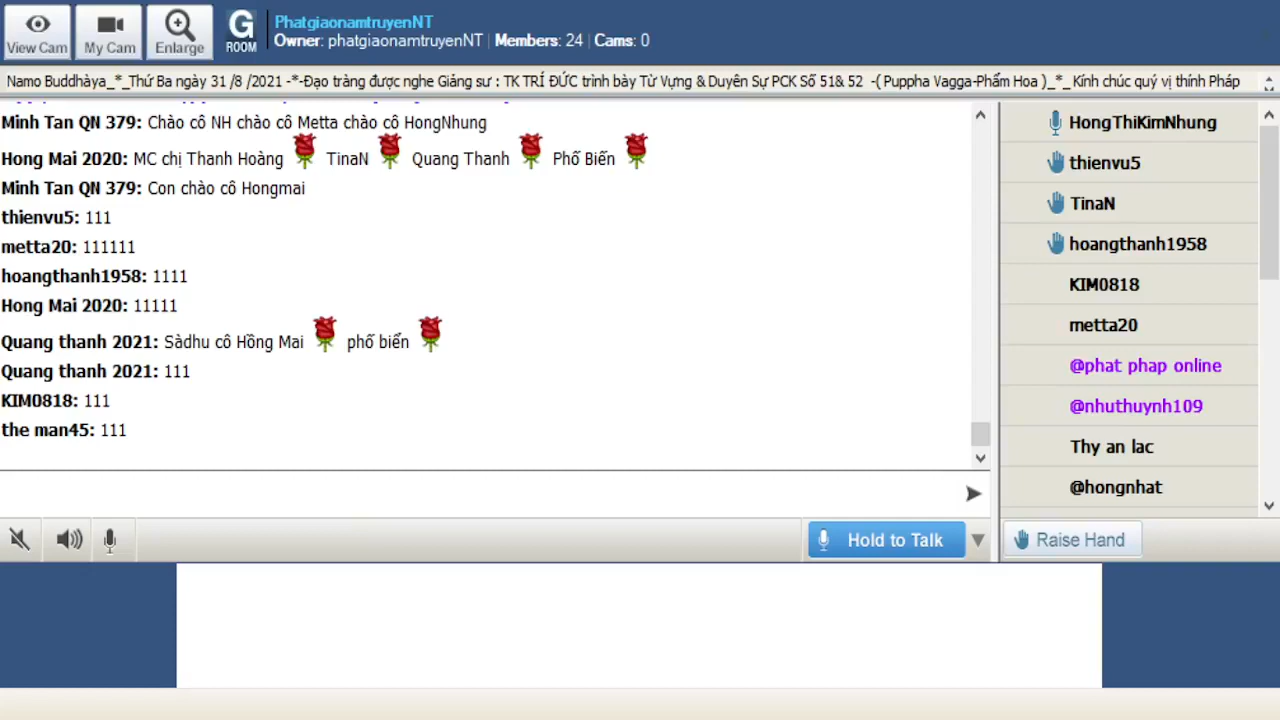 View Cam
My Cam
Enlarge
G
ROOM
PhatgiaonamtruyenNT
Owner: phatgiaonamtruyenNT | Members: 24 | Cams: 0
Namo Buddhàya_*_Thứ Ba ngày 31 /8 /2021 -*-Đạo tràng được nghe Giảng sư : TK TRÍ ĐỨC trình bày Từ Vựng & Duyên Sự PCK Số 51& 52 -( Puppha Vagga-Phẩm Hoa )_*_Kính chúc quý vị thính Pháp
Minh Tan QN 379: Chào cô NH chào cô Metta chào cô HongNhung
Hong Mai 2020: MC chị Thanh Hoàng TinaN Quang Thanh Phổ Biến
Minh Tan QN 379: Con chào cô Hongmai
thienvu5: 111
metta20: 111111
hoangthanh1958: 1111
Hong Mai 2020: 11111
Quang thanh 2021: Sàdhu cô Hồng Mai phổ biển
Quang thanh 2021: 111
KIM0818: 111
the man45: 111
HongThiKimNhung
thienvu5
TinaN
hoangthanh1958
KIM0818
metta20
@phat phap online
@nhuthuynh109
Thy an lac
@hongnhat
Hold to Talk
Raise Hand